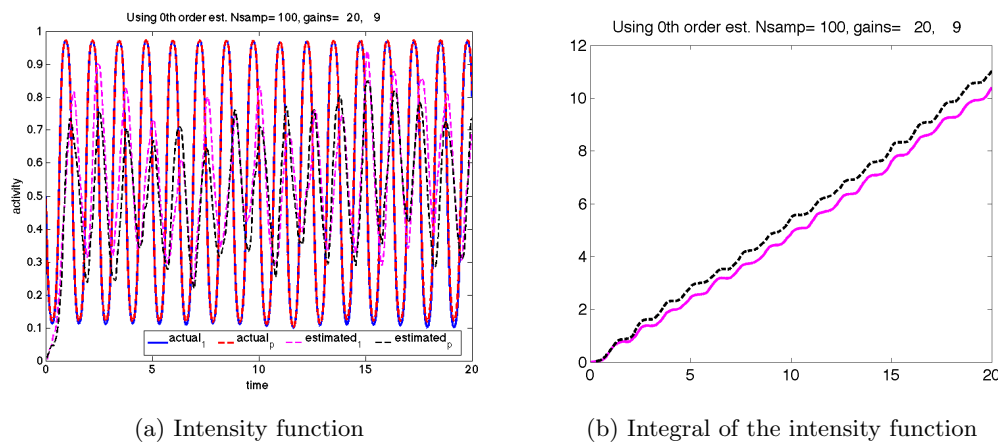 Using 0th order est. Nsamp= 100, gains= 20, 9
1
0.9
0.8
0.7
0.6
0.5
0.4
0.3
0.2
0.1
0
activity
actual1 actualp estimated1 estimatedp
0 5 10 15 20
time
(a) Intensity function
Using 0th order est. Nsamp= 100, gains= 20, 9
12
10
8
6
4
2
0
0 5 10 15 20
(b) Integral of the intensity function